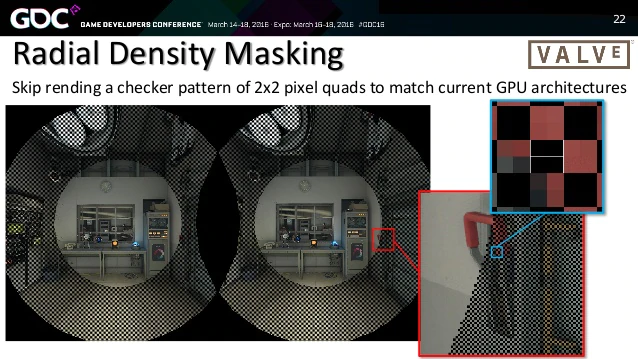 GDC
GAME DEVELOPERS CONFERENCE March 14-18, 2016 · Expo: March 16-18, 2016 #GDC16
22
Radial Density Masking
VALVE
Skip rending a checker pattern of 2x2 pixel quads to match current GPU architectures